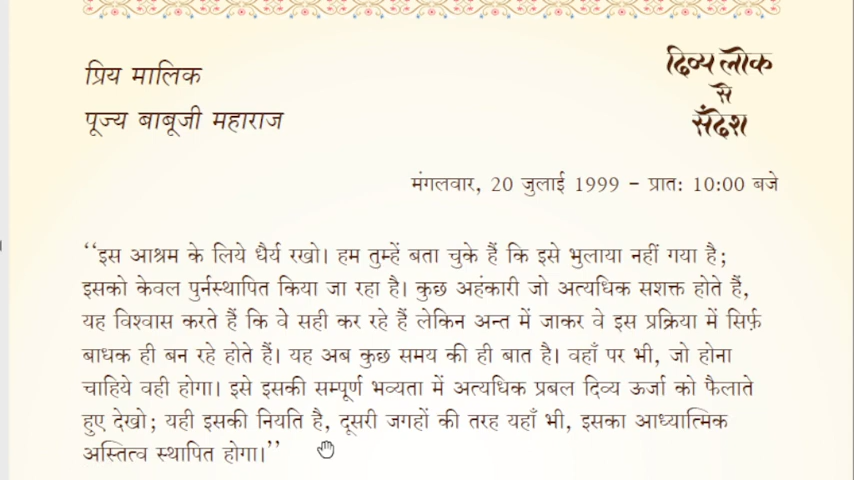 प्रिय मालिक
पूज्य बाबूजी महाराज
दिव्य लोक
से
संदेश
मंगलवार, 20 जुलाई 1999 - प्रात: 10:00 बजे
‘‘इस आश्रम के लिये धैर्य रखो। हम तुम्हें बता चुके हैं कि इसे भुलाया नहीं गया है;
इसको केवल पुर्नस्थापित किया जा रहा है। कुछ अहंकारी जो अत्यधिक सशक्त होते हैं,
यह विश्वास करते हैं कि वे सही कर रहे हैं लेकिन अन्त में जाकर वे इस प्रक्रिया में सिर्फ़
बाधक ही बन रहे होते हैं। यह अब कुछ समय की ही बात है। वहाँ पर भी, जो होना
चाहिये वही होगा। इसे इसकी सम्पूर्ण भव्यता में अत्यधिक प्रबल दिव्य ऊर्जा को फैलाते
हुए देखो; यही इसकी नियति है, दूसरी जगहों की तरह यहाँ भी, इसका आध्यात्मिक
अस्तित्व स्थापित होगा।’’